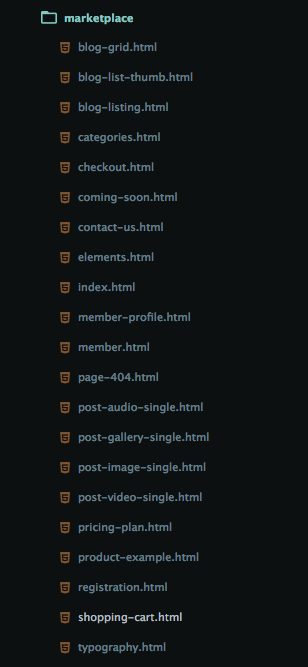 marketplace
blog-grid.html
blog-list-thumb.html
blog-listing.html
categories.html
checkout.html
coming-soon.html
contact-us.html
elements.html
index.html
member-profile.html
member.html
page-404.html
post-audio-single.html
post-gallery-single.html
post-image-single.html
post-video-single.html
pricing-plan.html
product-example.html
registration.html
shopping-cart.html
typography.html